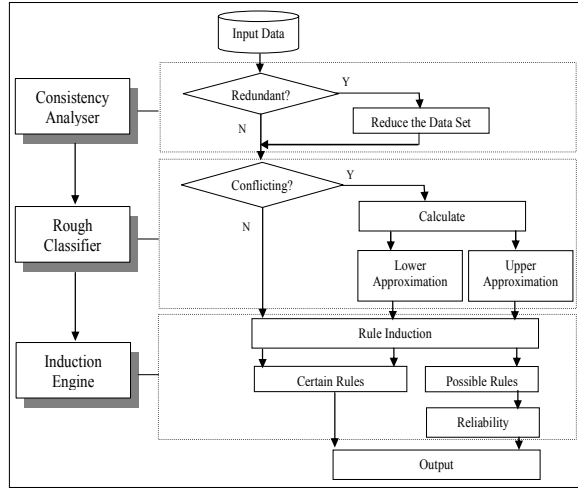 Input Data
Consistency
Analyser
Redundant?
Y
N
Reduce the Data Set
Rough
Classifier
Conflicting?
Y
N
Calculate
Lower
Approximation
Upper
Approximation
Induction
Engine
Rule Induction
Certain Rules
Possible Rules
Reliability
Output